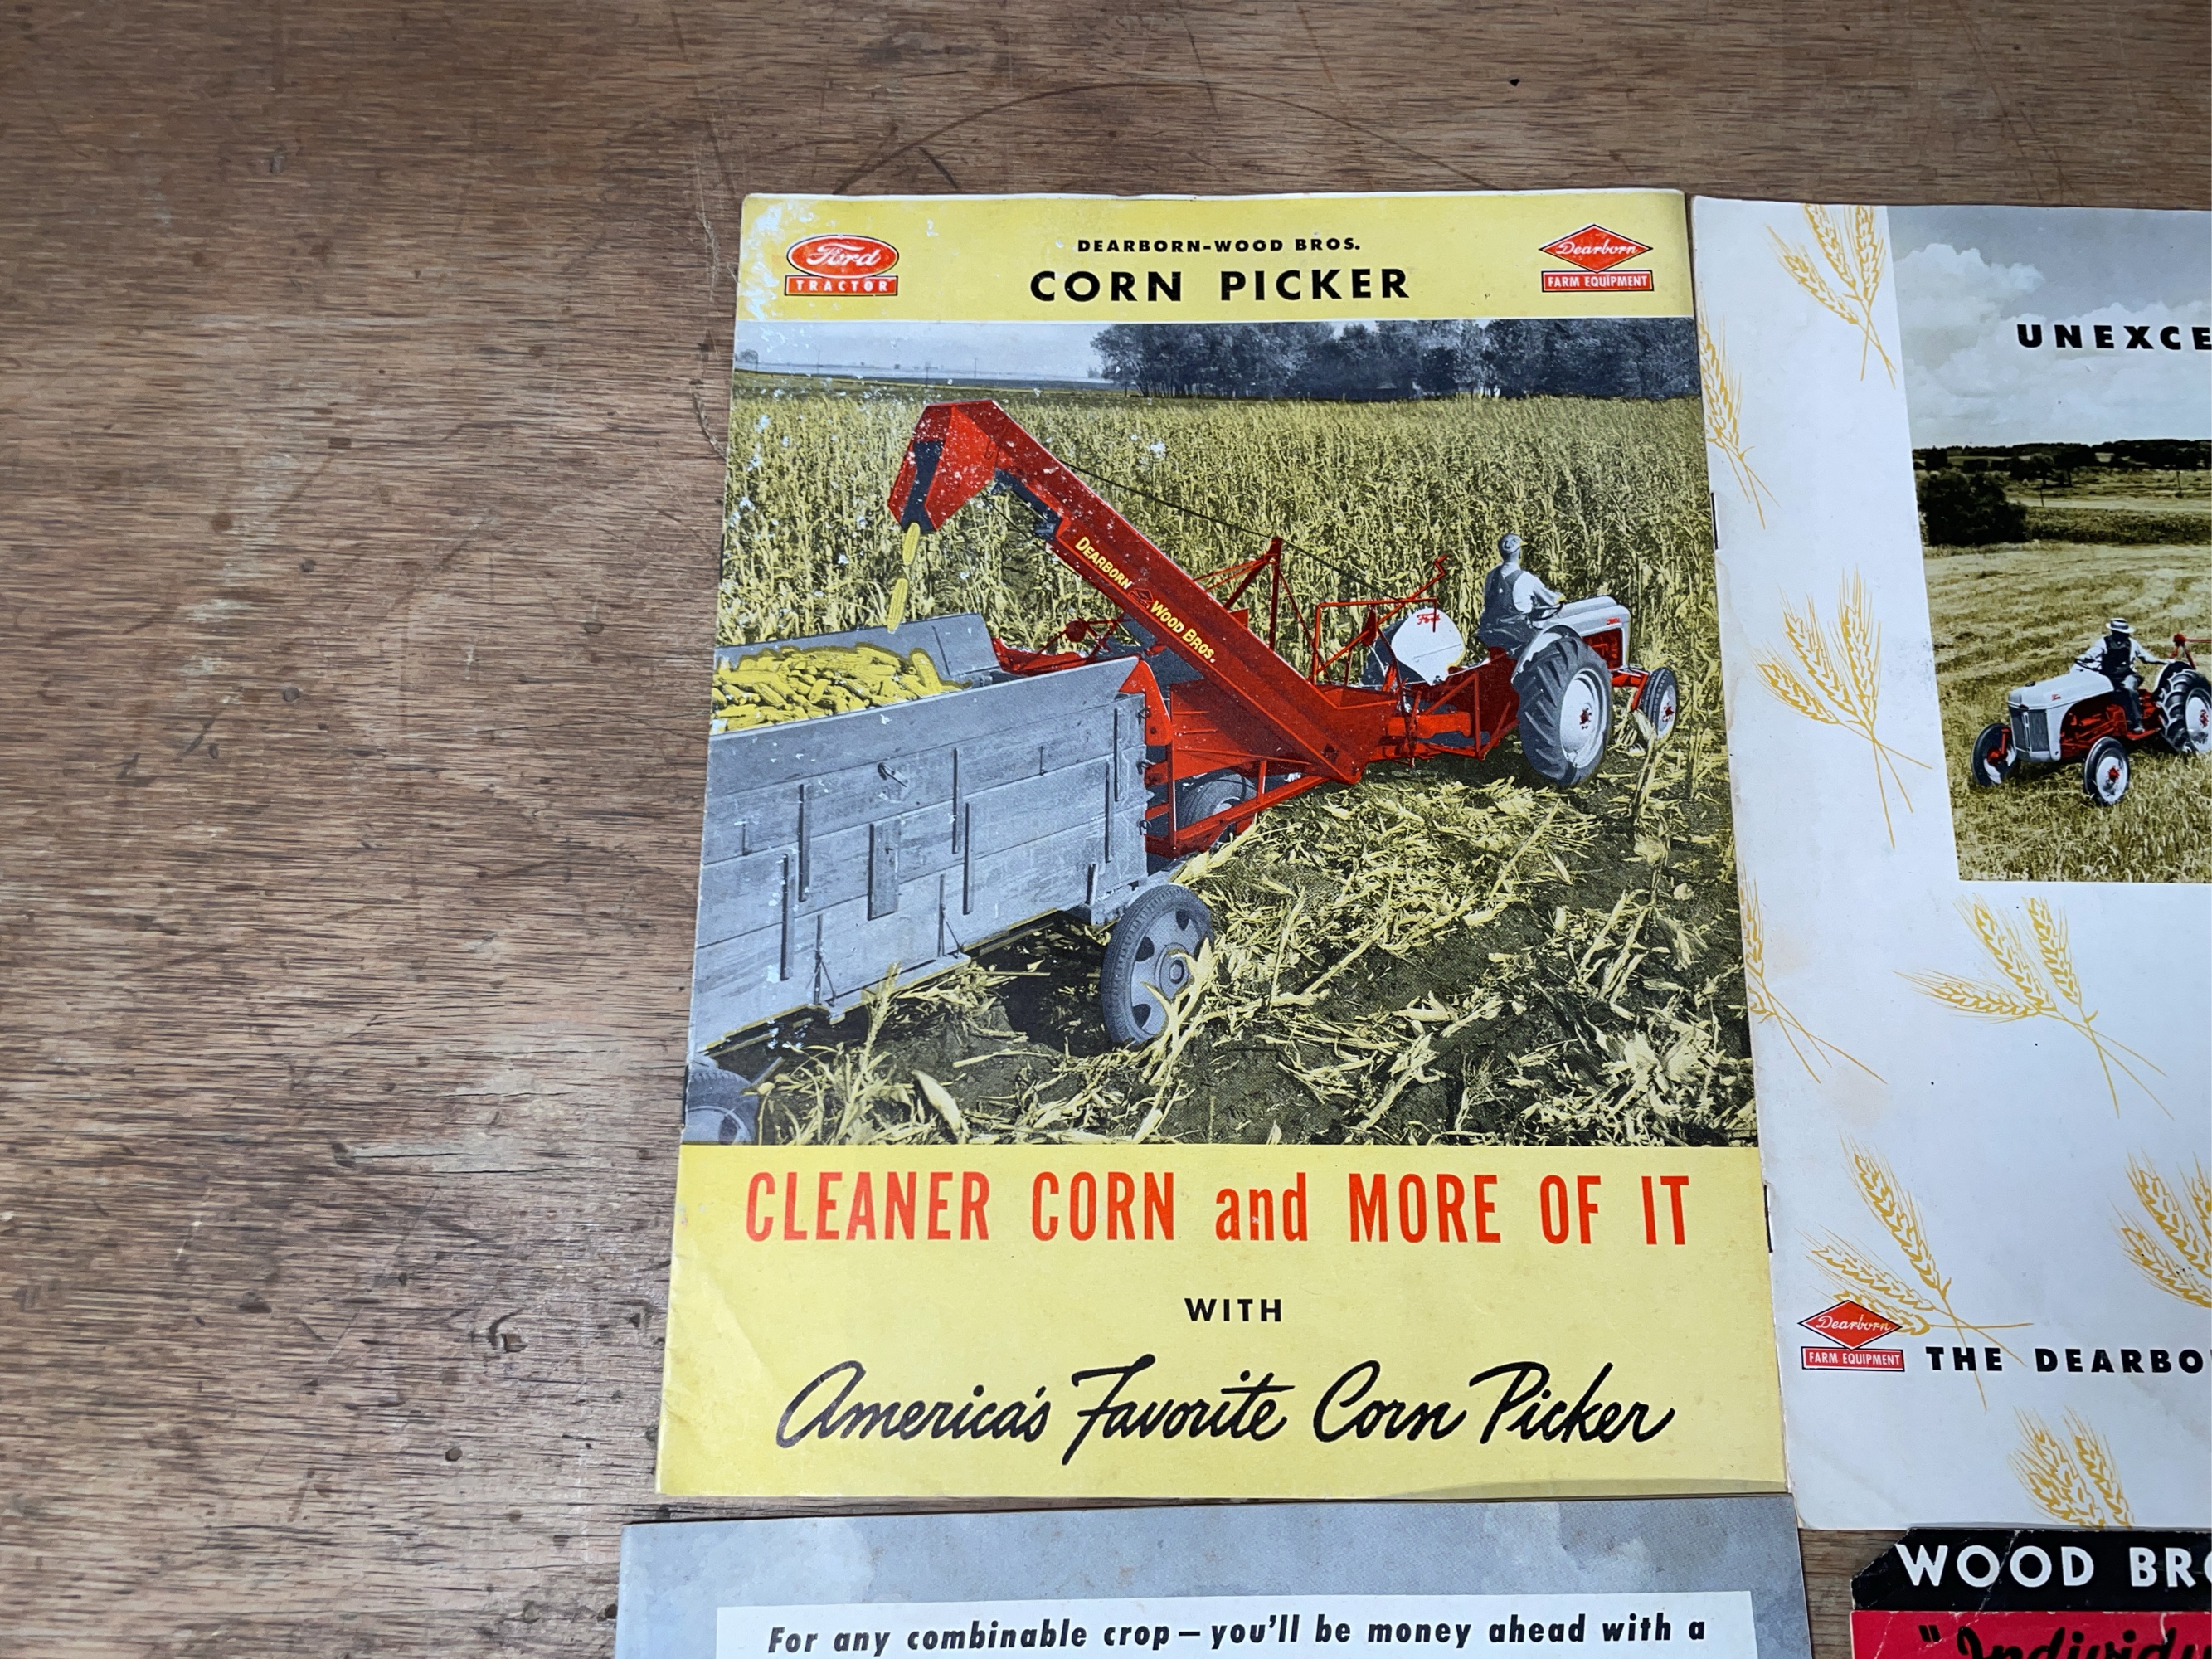 Ford
TRACTOR
DEARBORN-WOOD BROS.
CORN PICKER
Dearborn
FARM EQUIPMENT
DEARBORN WOOD BROS.
Ford
CLEANER CORN and MORE OF IT
WITH
America's Favorite Corn Picker
UNEXCE
Dearborn
FARM EQUIPMENT
THE DEARBO
For any combinable crop—you'll be money ahead with a
WOOD BRO
"Individu